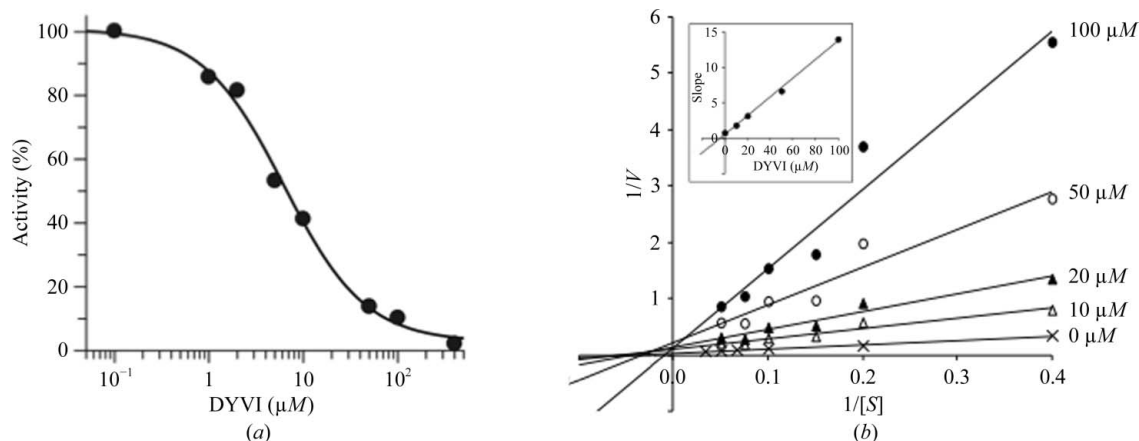 100
80
60
40
20
0
Activity (%)
10⁻¹
1
10
10²
DYVI (µM)
(a)
6
5
4
3
2
1
1/V
15
10
5
0
Slope
0 20 40 60 80 100
DYVI (µM)
100 µM
50 µM
20 µM
10 µM
0 µM
0.0 0.1 0.2 0.3 0.4
1/[S]
(b)